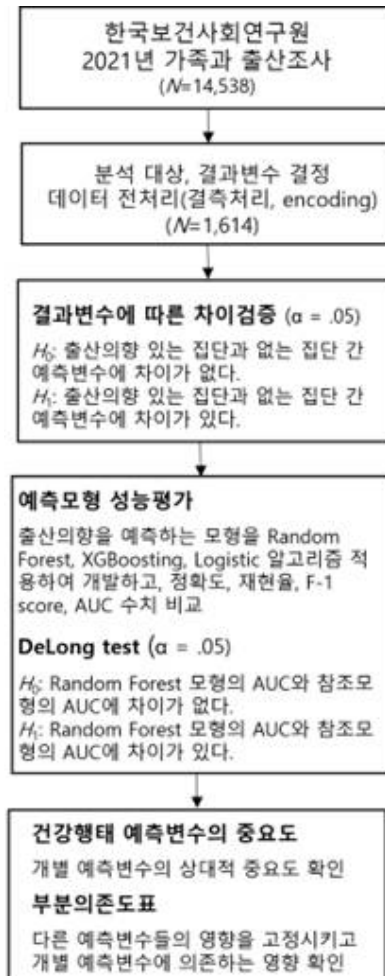 한국보건사회연구원
2021년 가족과 출산조사
(N=14,538)
분석 대상, 결과변수 결정
데이터 전처리(결측처리, encoding)
(N=1,614)
결과변수에 따른 차이검증 (α = .05)
H₀: 출산의향 있는 집단과 없는 집단 간
예측변수에 차이가 없다.
H₁: 출산의향 있는 집단과 없는 집단 간
예측변수에 차이가 있다.
예측모형 성능평가
출산의향을 예측하는 모형을 Random
Forest, XGBoosting, Logistic 알고리즘 적
용하여 개발하고, 정확도, 재현율, F-1
score, AUC 수치 비교
DeLong test (α = .05)
H₀: Random Forest 모형의 AUC와 참조모
형의 AUC에 차이가 없다.
H₁: Random Forest 모형의 AUC와 참조모
형의 AUC에 차이가 있다.
건강행태 예측변수의 중요도
개별 예측변수의 상대적 중요도 확인
부분의존도표
다른 예측변수들의 영향을 고정시키고
개별 예측변수에 의존하는 영향 확인